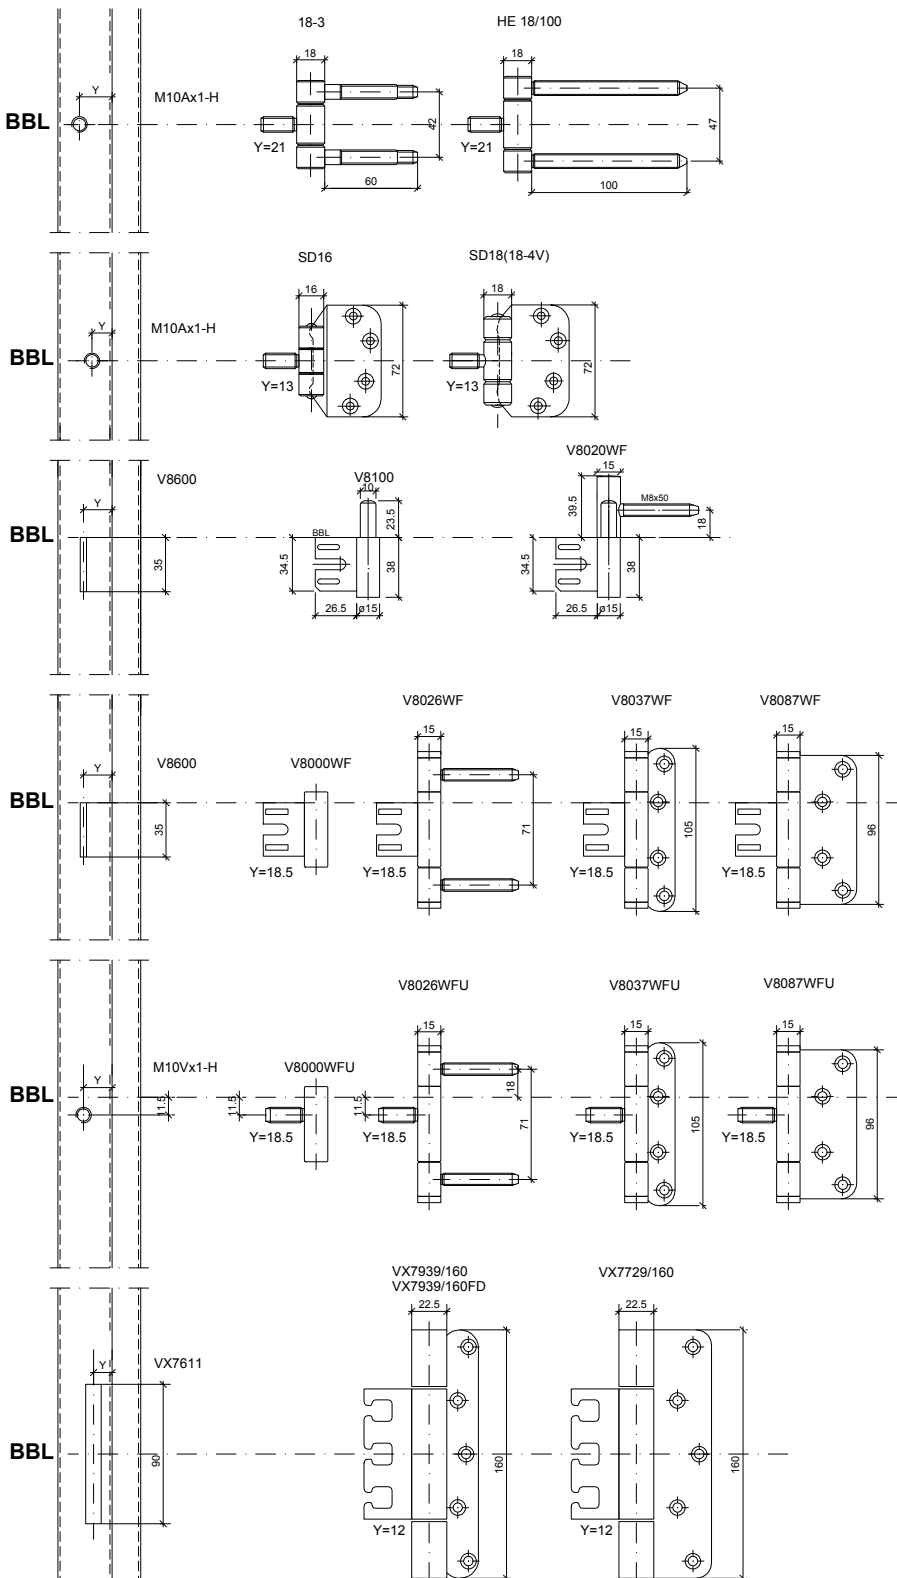 18-3
HE 18/100
18
18
Y
M10Ax1-H
BBL
42
47
Y=21
Y=21
60
100
SD16
SD18(18-4V)
16
18
Y
M10Ax1-H
BBL
72
72
Y=13
Y=13
V8020WF
V8600
V8100
15
10
Y
39.5
M8x50
23.5
18
BBL
BBL
35
34.5
38
34.5
38
26.5
ø15
26.5
ø15
V8026WF
V8037WF
V8087WF
15
15
15
V8600
V8000WF
Y
BBL
35
71
105
96
Y=18.5
Y=18.5
Y=18.5
Y=18.5
V8026WFU
V8037WFU
V8087WFU
15
15
15
M10Vx1-H
V8000WFU
Y
18
BBL
11.5
11.5
11.5
71
105
96
Y=18.5
Y=18.5
Y=18.5
Y=18.5
VX7939/160
VX7939/160FD
VX7729/160
22.5
22.5
Y
VX7611
BBL
90
160
160
Y=12
Y=12